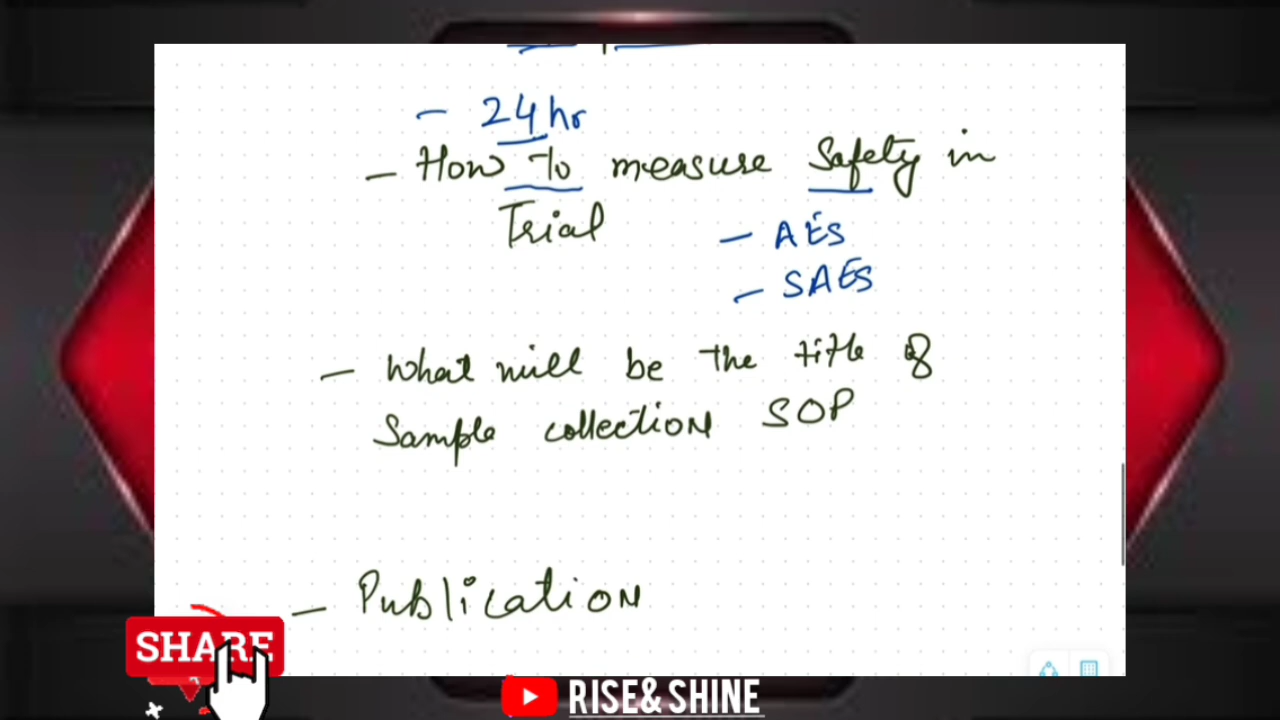 - 24 hr
- How to measure Safety in
Trial
- AES
- SAES
- What will be the title of
Sample collection SOP
- Publication
SHARE
RISE& SHINE